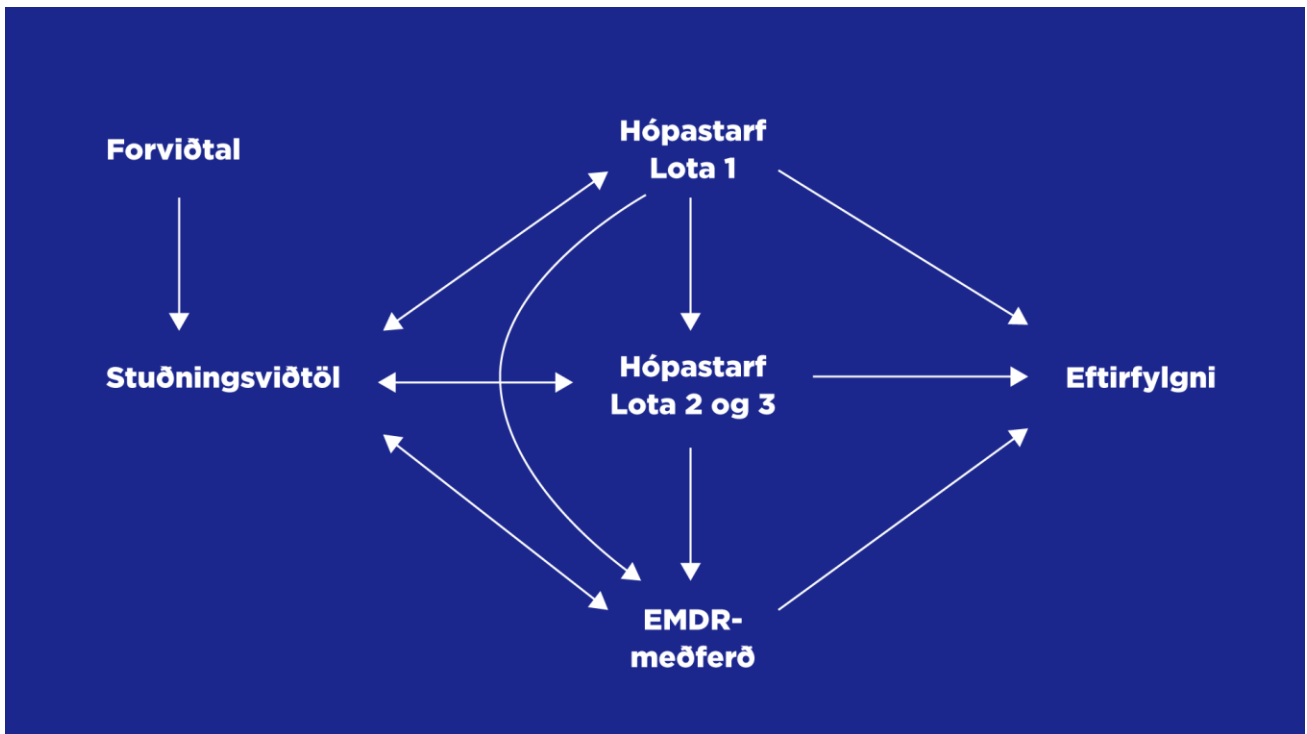 Forviðtal
Hópastarf
Lota 1
Stuðningsviðtöl
Hópastarf
Lota 2 og 3
Eftirfylgni
EMDR-
meðferð